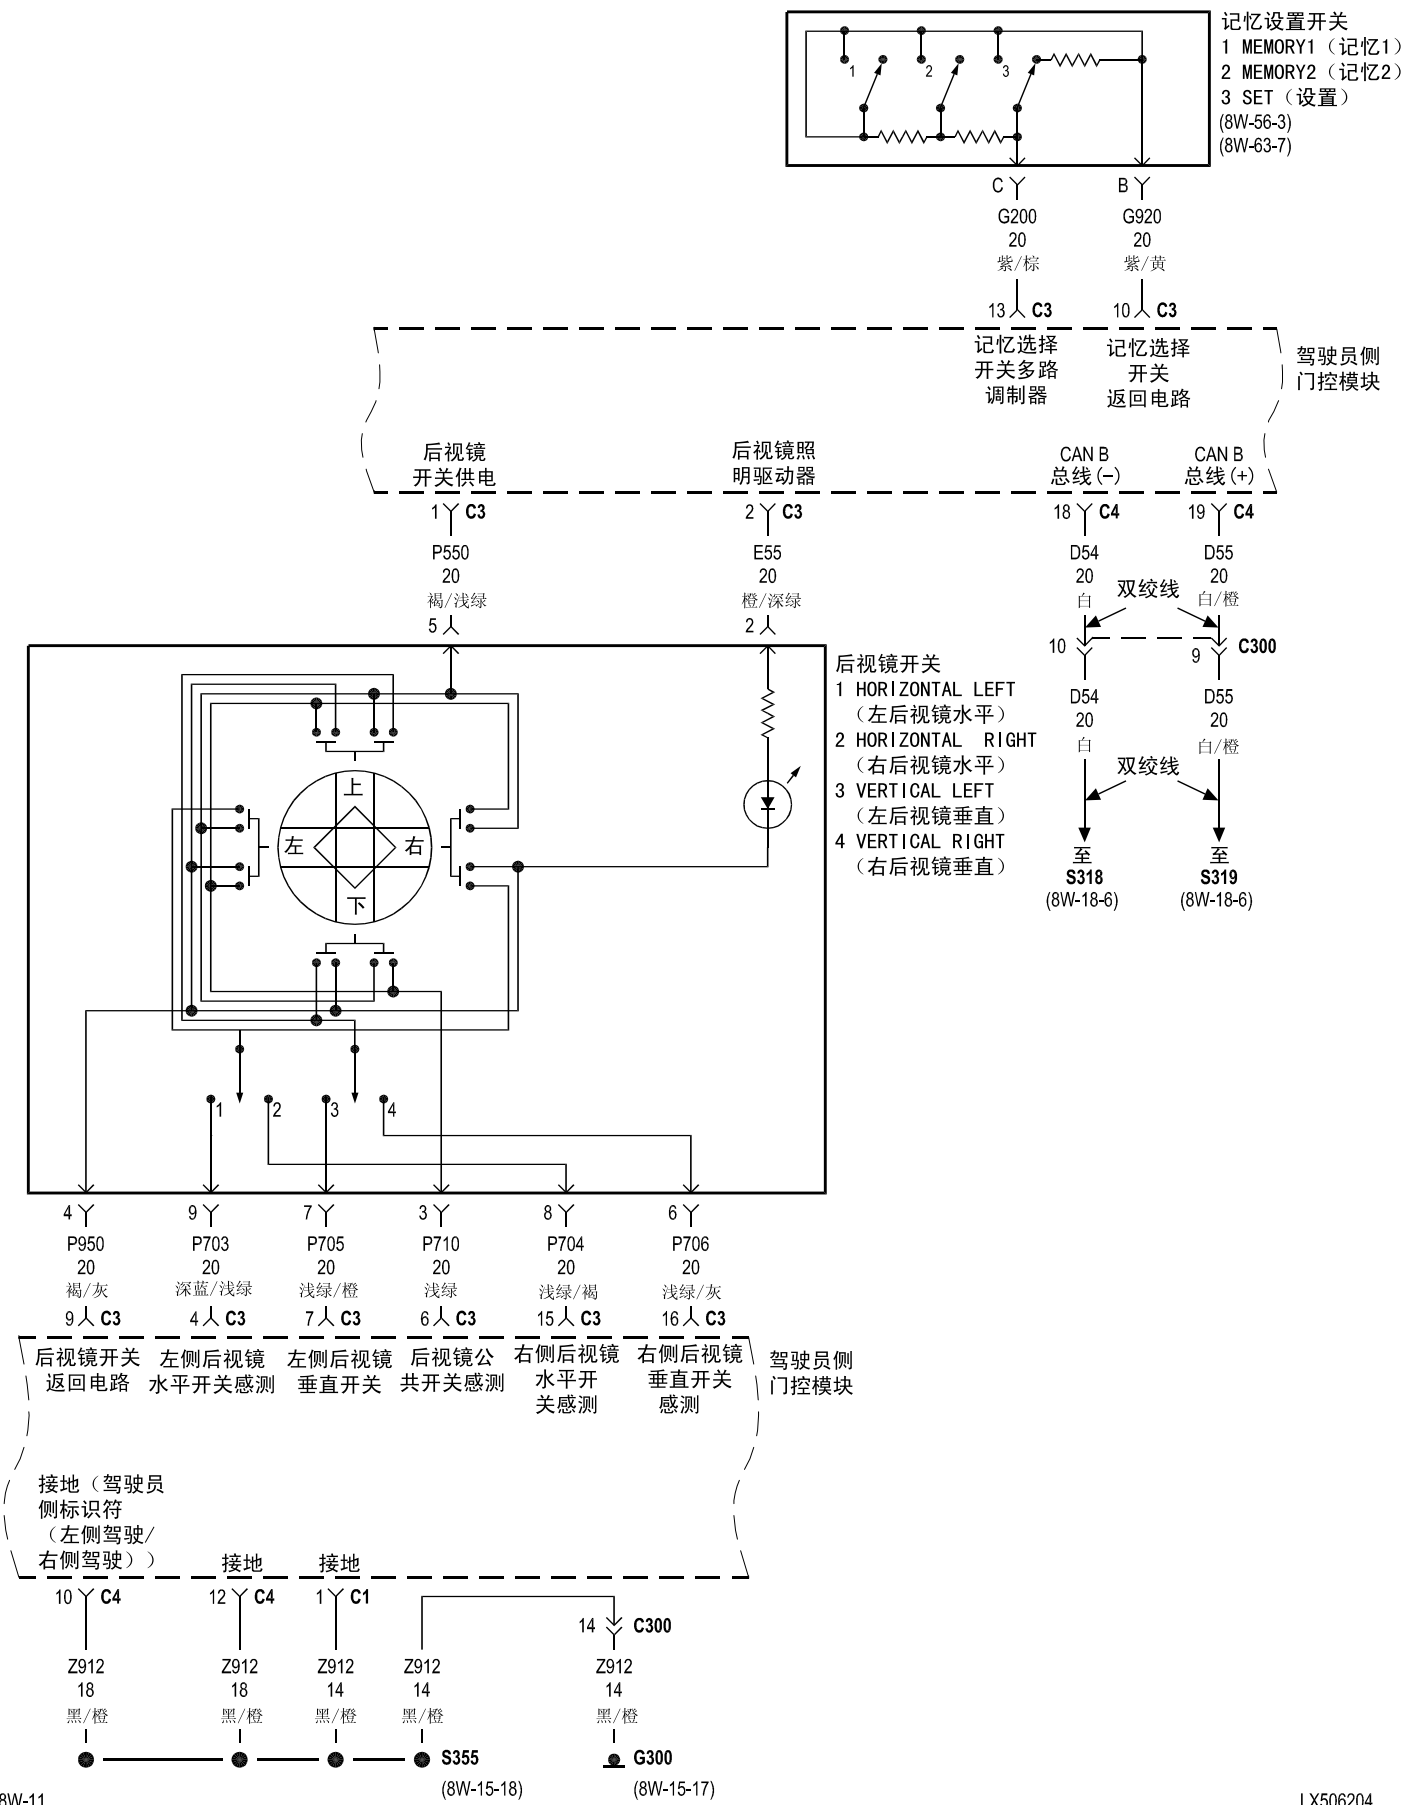 记忆设置开关
1 MEMORY1（记忆1）
2 MEMORY2（记忆2）
3 SET（设置）
(8W-56-3)
(8W-63-7)
1 2 3
C B
G200 G920
20 20
紫/棕 紫/黄
13 C3 10 C3
记忆选择
开关多路
调制器
记忆选择
开关
返回电路
驾驶员侧
门控模块
后视镜
开关供电
后视镜照
明驱动器
CAN B
总线(-)
CAN B
总线(+)
1 C3 2 C3 18 C4 19 C4
P550 E55 D54 D55
20 20 20 20
褐/浅绿 橙/深绿 白 双绞线 白/橙
5 2 10 9 C300
后视镜开关
1 HORIZONTAL LEFT
（左后视镜水平）
2 HORIZONTAL RIGHT
（右后视镜水平）
3 VERTICAL LEFT
（左后视镜垂直）
4 VERTICAL RIGHT
（右后视镜垂直）
D54 D55
20 20
白 白/橙
双绞线
至 至
S318 S319
(8W-18-6) (8W-18-6)
上
左 右
下
1 2 3 4
4 9 7 3 8 6
P950 P703 P705 P710 P704 P706
20 20 20 20 20 20
褐/灰 深蓝/浅绿 浅绿/橙 浅绿 浅绿/褐 浅绿/灰
9 C3 4 C3 7 C3 6 C3 15 C3 16 C3
后视镜开关
返回电路
左侧后视镜
水平开关感测
左侧后视镜
垂直开关
后视镜公
共开关感测
右侧后视镜
水平开
关感测
右侧后视镜
垂直开关
感测
驾驶员侧
门控模块
接地（驾驶员
侧标识符
（左侧驾驶/
右侧驾驶））
接地 接地
10 C4 12 C4 1 C1 14 C300
Z912 Z912 Z912 Z912 Z912
18 18 14 14 14
黑/橙 黑/橙 黑/橙 黑/橙 黑/橙
S355 G300
(8W-15-18) (8W-15-17)
8W-11 LX506204